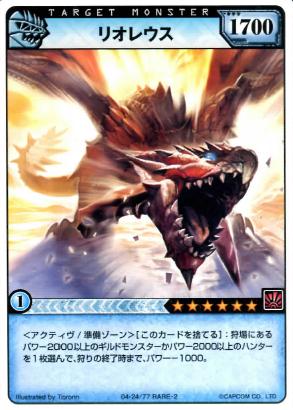 TARGET MONSTER
リオレウス
1700
1
＜アクティヴ / 準備ゾーン＞[このカードを捨てる]：狩場にある
パワー2000以上のギルドモンスターかパワー2000以上のハンター
を1枚選んで、狩りの終了時まで、パワー－1000。
Illustrated by Toronn
04-24/77 RARE-2
©CAPCOM CO., LTD